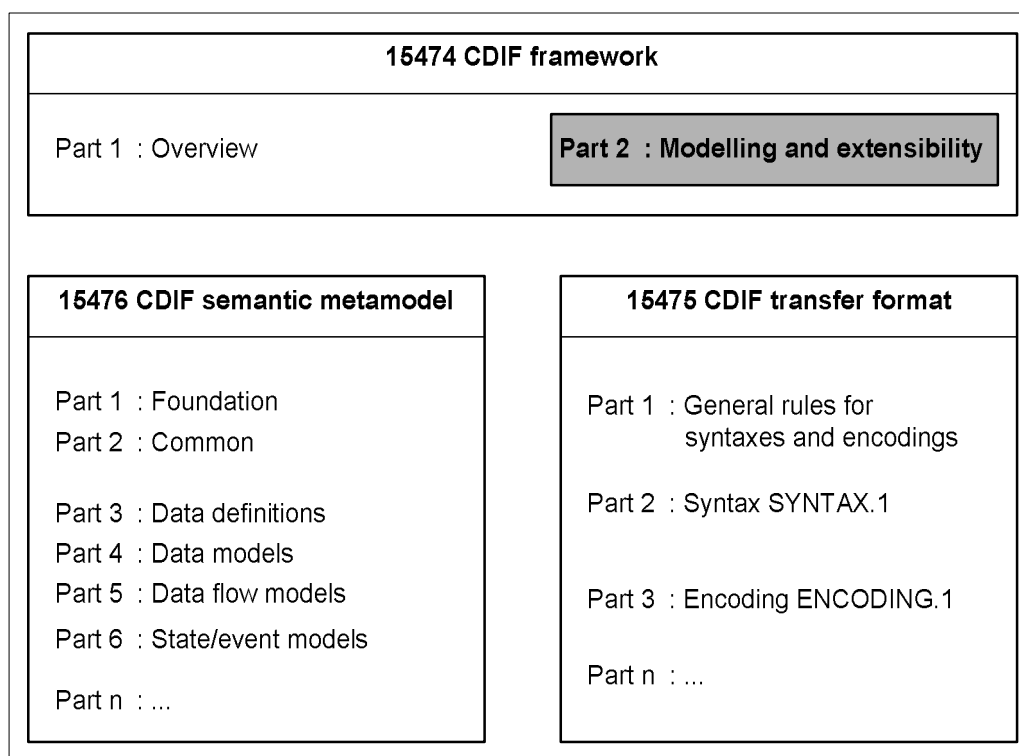 15474 CDIF framework
Part 1 : Overview
Part 2 : Modelling and extensibility
15476 CDIF semantic metamodel
Part 1 : Foundation
Part 2 : Common
Part 3 : Data definitions
Part 4 : Data models
Part 5 : Data flow models
Part 6 : State/event models
Part n : ...
15475 CDIF transfer format
Part 1 : General rules for
syntaxes and encodings
Part 2 : Syntax SYNTAX.1
Part 3 : Encoding ENCODING.1
Part n : ...